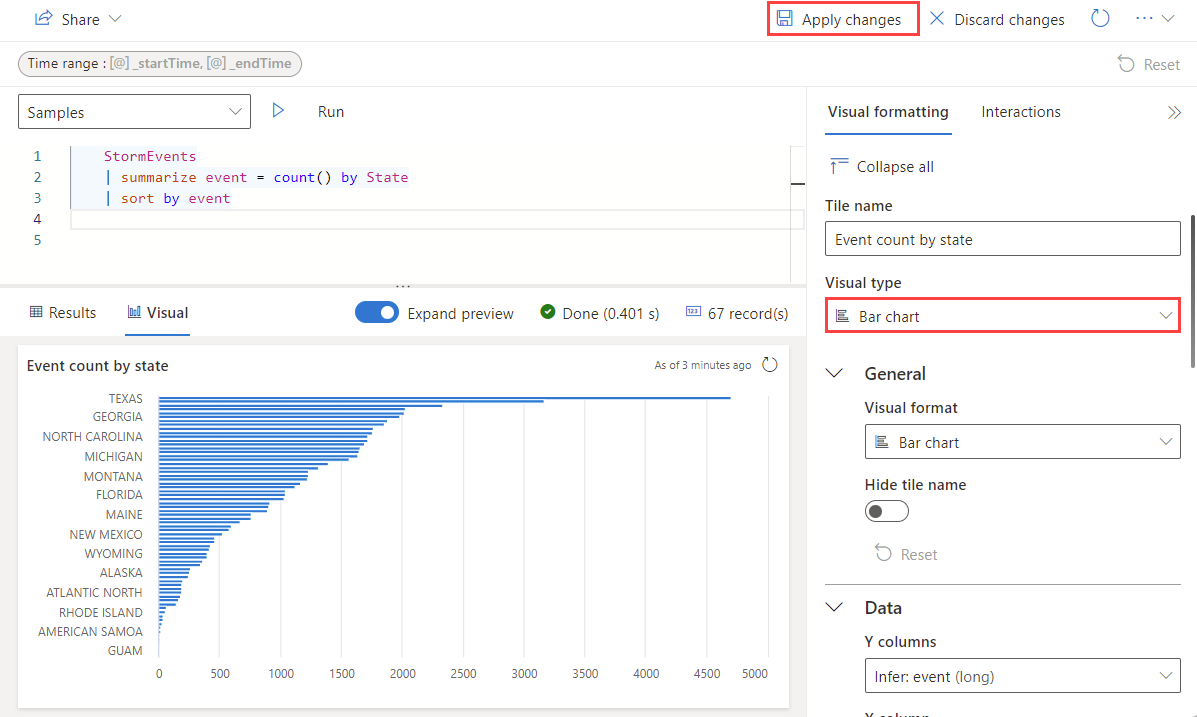 Share
Apply changes
Discard changes
Time range : [@] _startTime, [@] _endTime
Reset
Samples
Run
1 StormEvents
2 | summarize event = count() by State
3 | sort by event
4
5
Results
Visual
Expand preview
Done (0.401 s)
123 67 record(s)
Event count by state
As of 3 minutes ago
TEXAS
GEORGIA
NORTH CAROLINA
MICHIGAN
MONTANA
FLORIDA
MAINE
NEW MEXICO
WYOMING
ALASKA
ATLANTIC NORTH
RHODE ISLAND
AMERICAN SAMOA
GUAM
0 500 1000 1500 2000 2500 3000 3500 4000 4500 5000
Visual formatting
Interactions
Collapse all
Tile name
Event count by state
Visual type
Bar chart
General
Visual format
Bar chart
Hide tile name
Reset
Data
Y columns
Infer: event (long)
X column